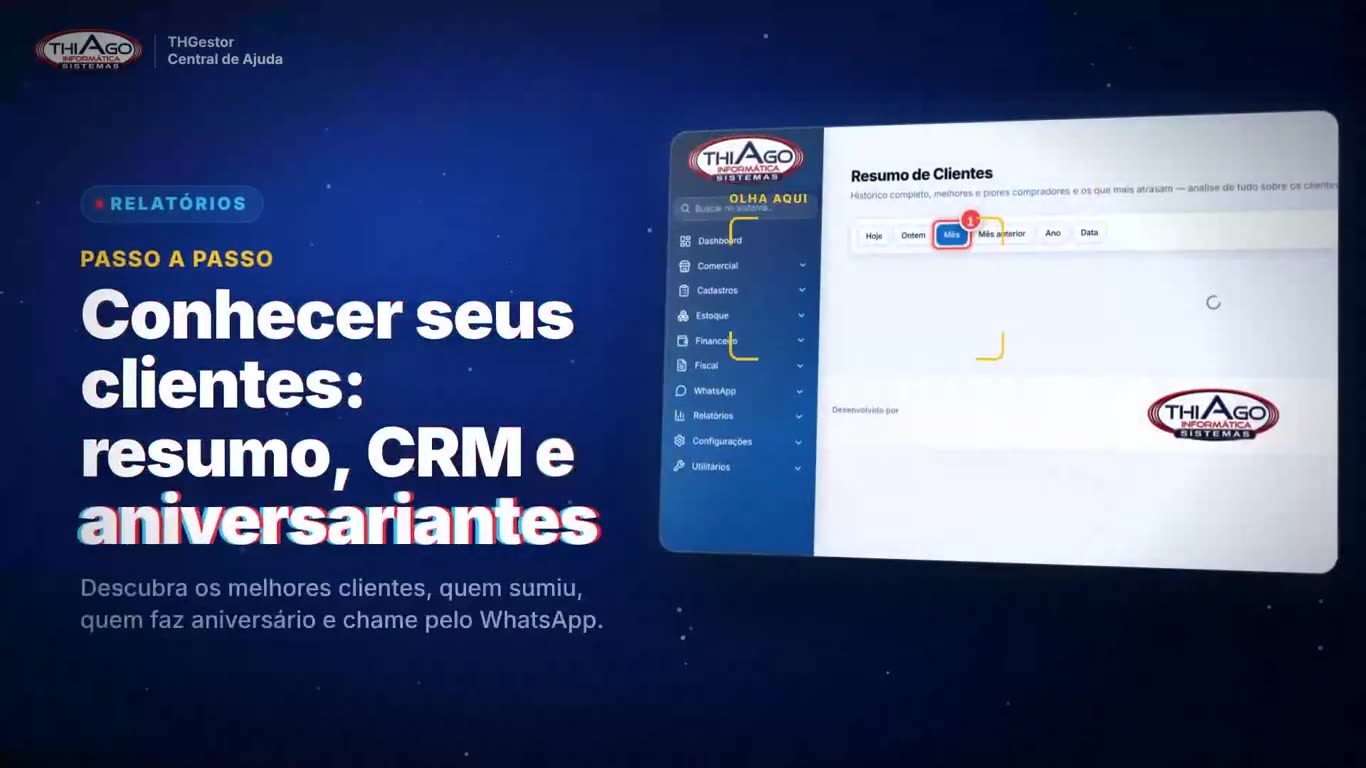 THIAGO
INFORMÁTICA
SISTEMAS
THGestor
Central de Ajuda
RELATÓRIOS
PASSO A PASSO
Conhecer seus
clientes:
resumo, CRM e
aniversariantes
Descubra os melhores clientes, quem sumiu,
quem faz aniversário e chame pelo WhatsApp.
THIAGO
INFORMÁTICA
SISTEMAS
OLHA AQUI
Buscar no sistema...
Dashboard
Comercial
Cadastros
Estoque
Financeiro
Fiscal
WhatsApp
Relatórios
Configurações
Utilitários
Resumo de Clientes
Histórico completo, melhores e piores compradores e os que mais atrasam — análise de tudo sobre os clientes
1
Hoje Ontem Mês Mês anterior Ano Data
Desenvolvido por
THIAGO
INFORMÁTICA
SISTEMAS